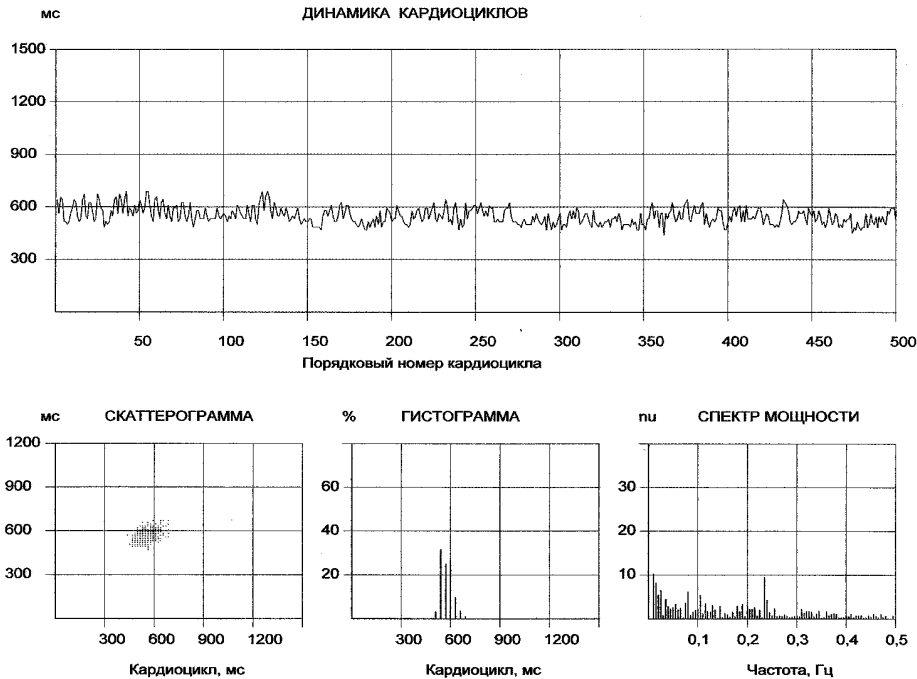 мс ДИНАМИКА КАРДИОЦИКЛОВ
1500
1200
900
600
300
50 100 150 200 250 300 350 400 450 500
Порядковый номер кардиоцикла
мс СКАТТЕРОГРАММА
1200
900
600
300
300 600 900 1200
Кардиоцикл, мс
% ГИСТОГРАММА
60
40
20
300 600 900 1200
Кардиоцикл, мс
nu СПЕКТР МОЩНОСТИ
30
20
10
0,1 0,2 0,3 0,4 0,5
Частота, Гц